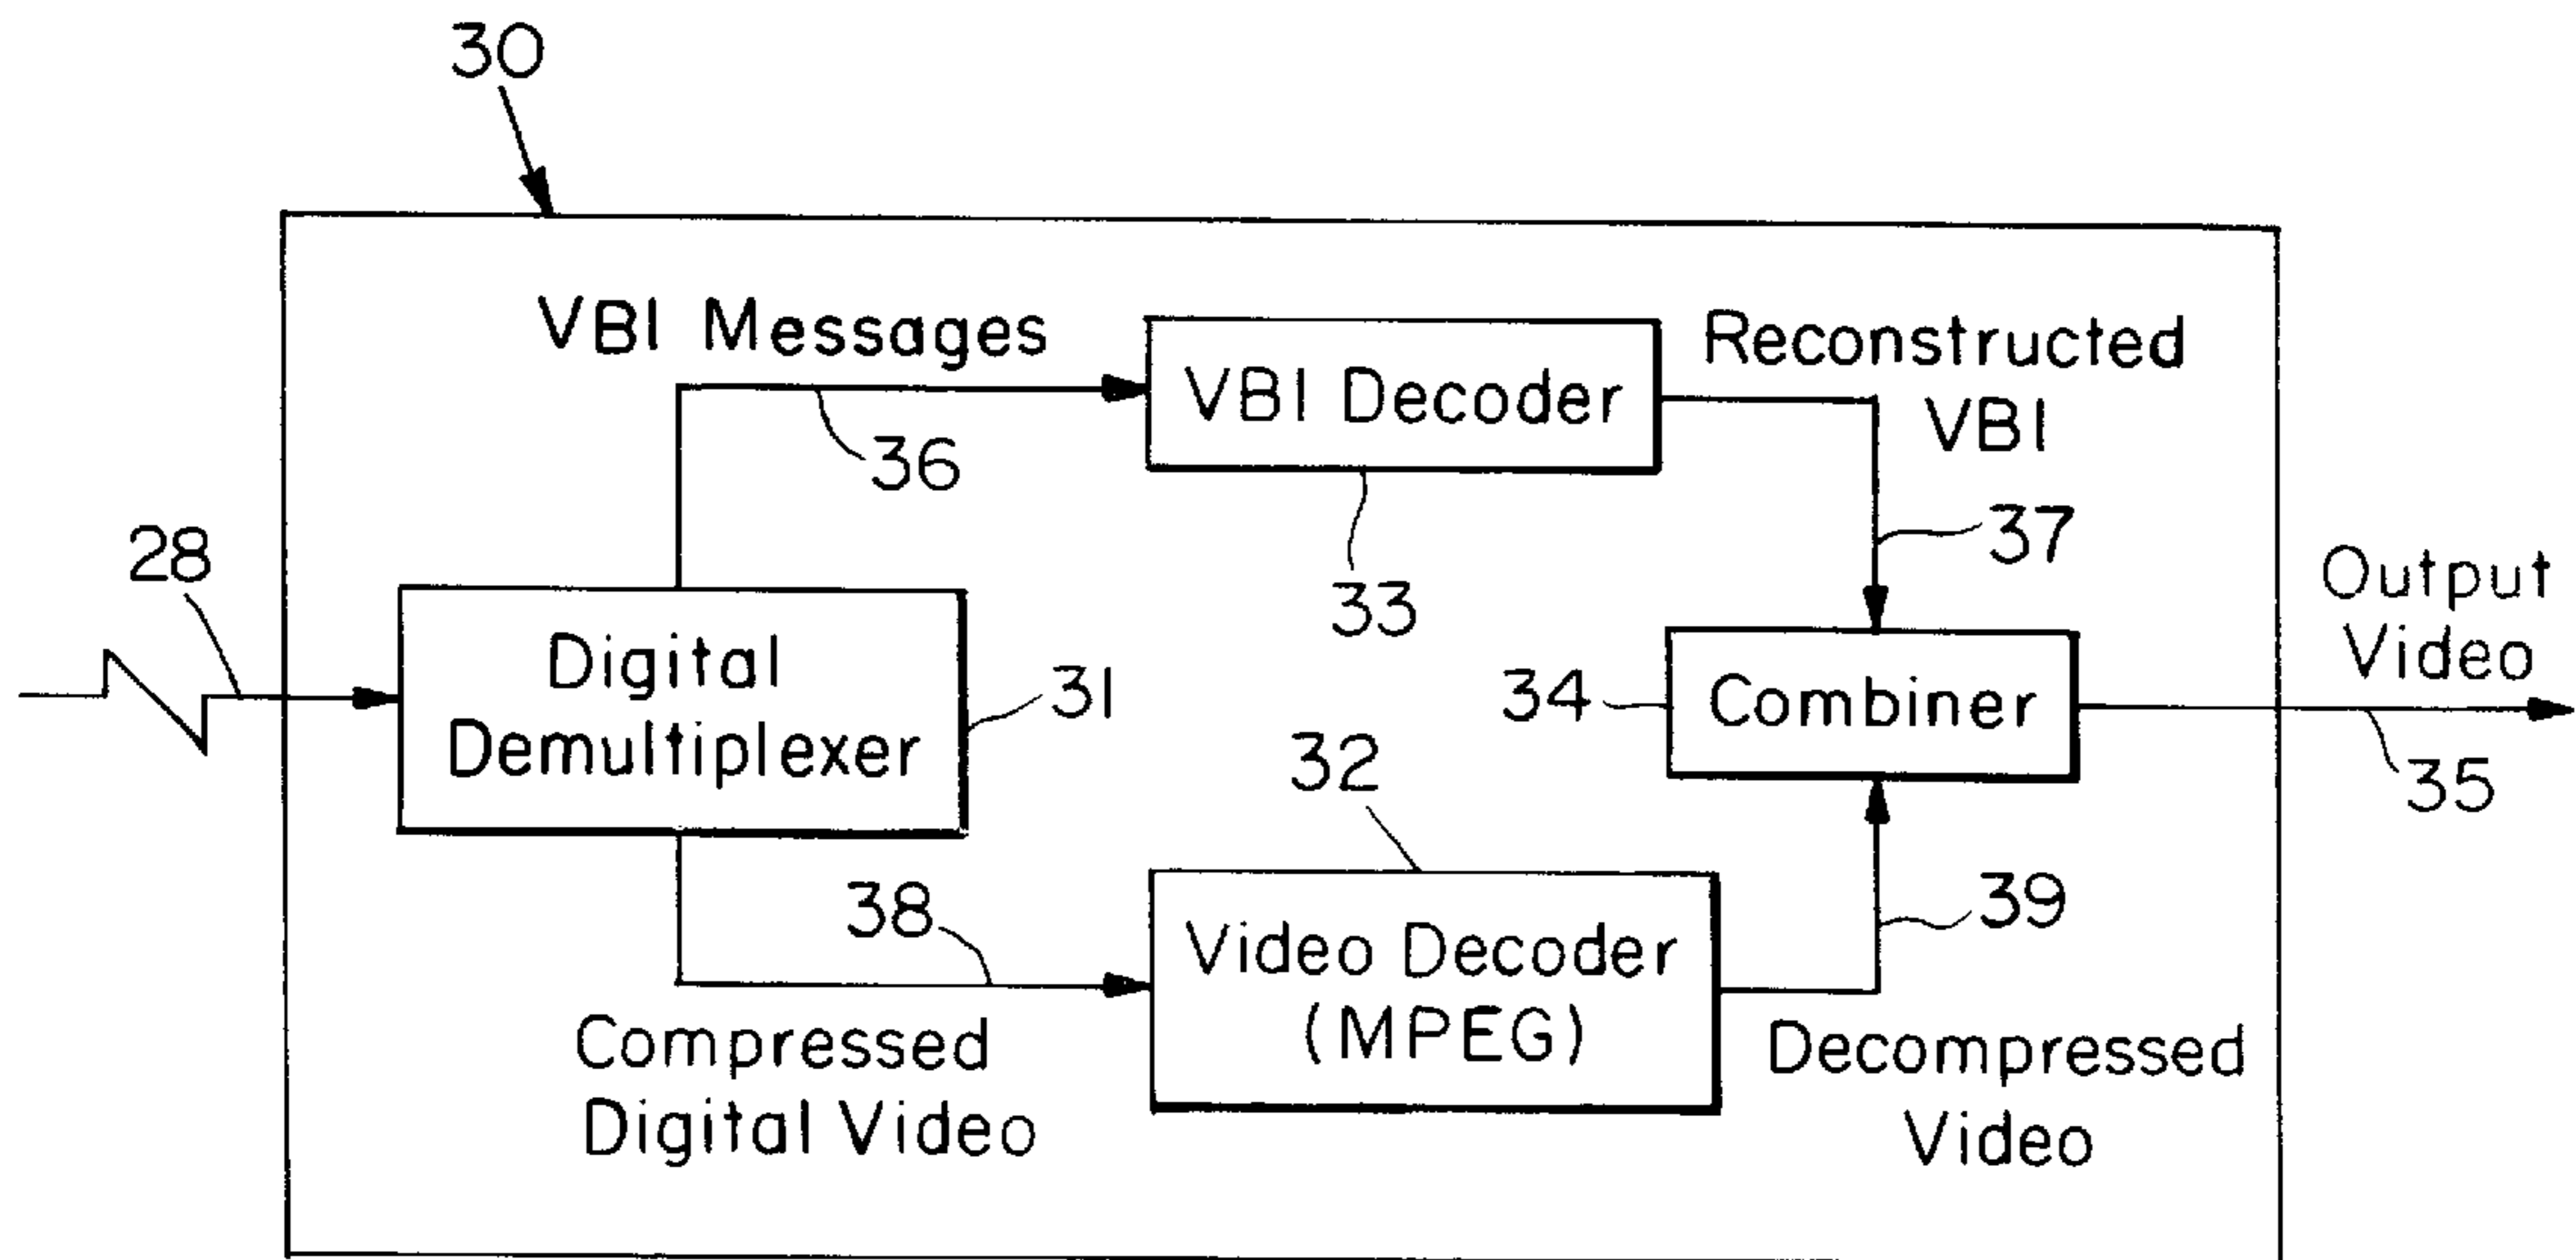 30
VBI Messages
36
VBI Decoder
33
Reconstructed
VBI
37
28
Digital
Demultiplexer
31
34
Combiner
Output
Video
35
32
38
Compressed
Digital Video
Video Decoder
(MPEG)
39
Decompressed
Video